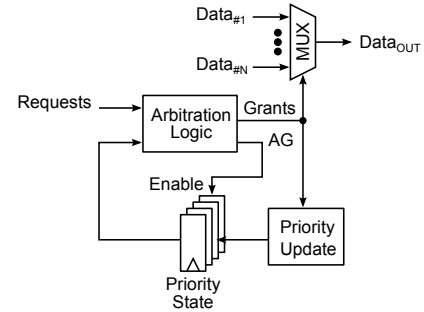 Data#1
MUX
DataOUT
Data#N
Requests
Arbitration
Logic
Grants
AG
Enable
Priority
Update
Priority
State